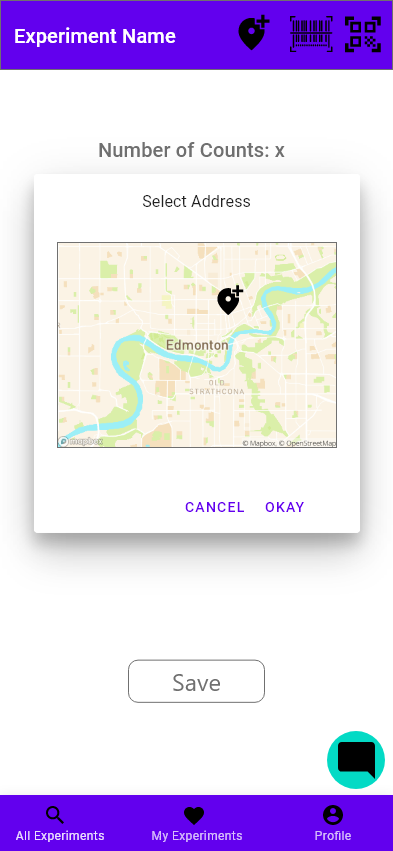 Experiment Name
Number of Counts: x
Select Address
Edmonton
OLD
STRATHCONA
mapbox
© Mapbox, © OpenStreetMap
CANCEL OKAY
Save
All Experiments My Experiments Profile